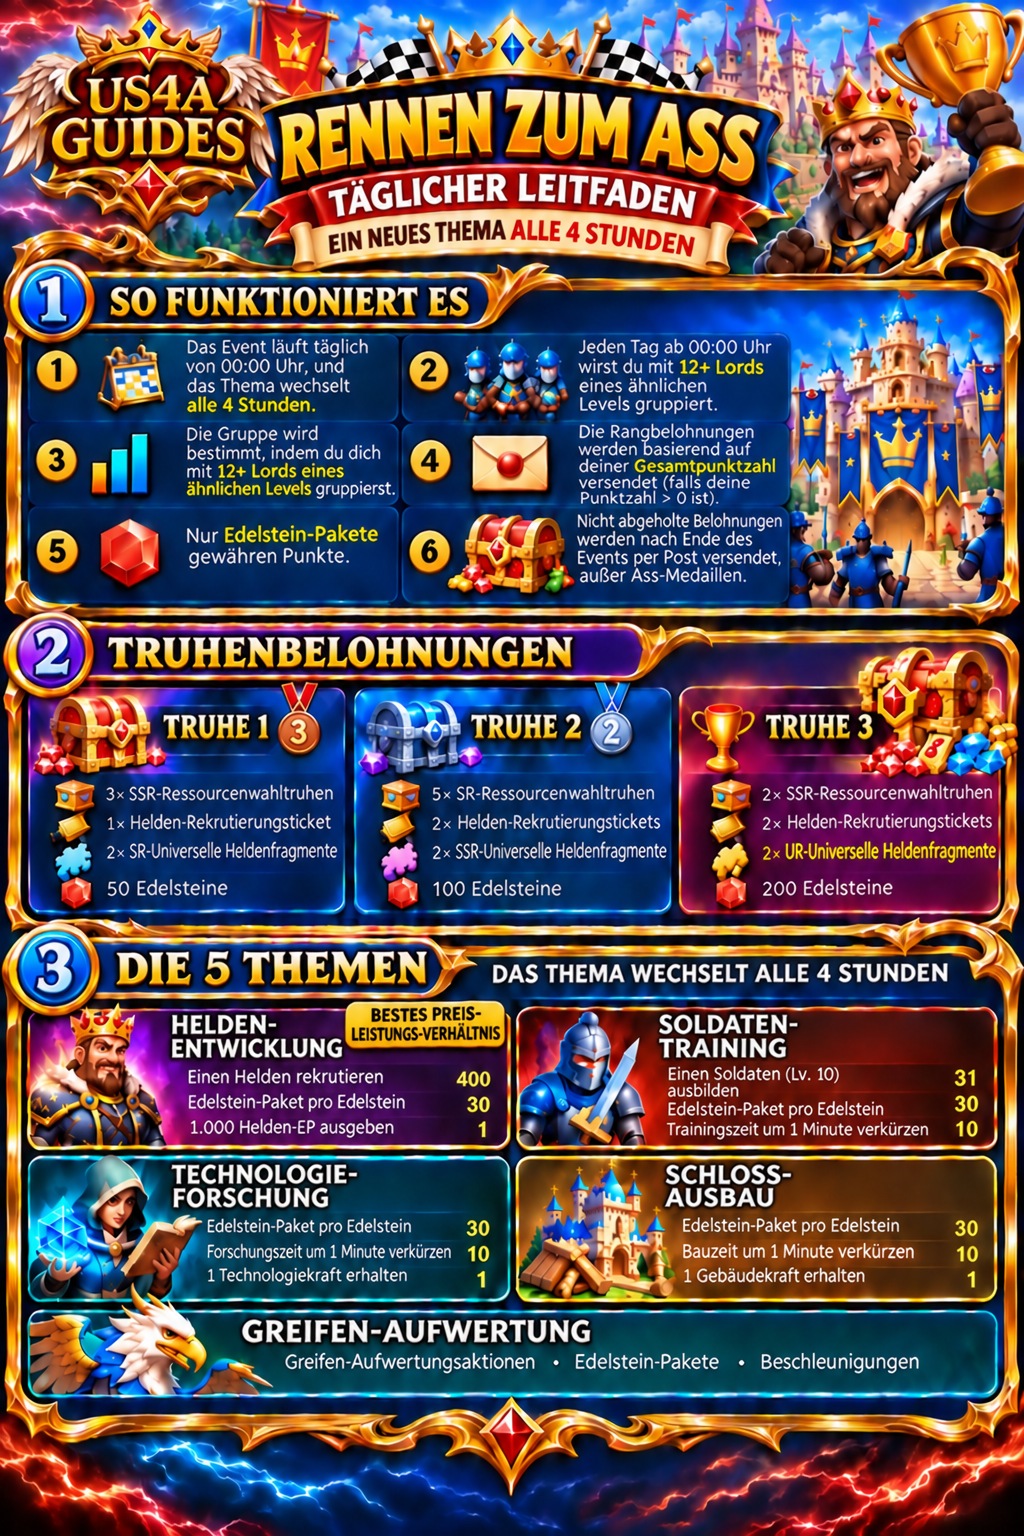 US4A
GUIDES
RENNEN ZUM ASS
TÄGLICHER LEITFADEN
EIN NEUES THEMA ALLE 4 STUNDEN
1 SO FUNKTIONIERT ES
1
Das Event läuft täglich
von 00:00 Uhr, und
das Thema wechselt
alle 4 Stunden.
2
Jeden Tag ab 00:00 Uhr
wirst du mit 12+ Lords
eines ähnlichen
Levels gruppiert.
3
Die Gruppe wird
bestimmt, indem du dich
mit 12+ Lords eines
ähnlichen Levels gruppierst.
4
Die Rangbelohnungen
werden basierend auf
deiner Gesamtpunktzahl
versendet (falls deine
Punktzahl > 0 ist).
5
Nur Edelstein-Pakete
gewähren Punkte.
6
Nicht abgeholte Belohnungen
werden nach Ende des
Events per Post versendet,
außer Ass-Medaillen.
2 TRUHENBELOHNUNGEN
TRUHE 1 3
3× SSR-Ressourcenwahltruhen
1× Helden-Rekrutierungsticket
2× SR-Universelle Heldenfragmente
50 Edelsteine
TRUHE 2 2
5× SR-Ressourcenwahltruhen
2× Helden-Rekrutierungstickets
2× SSR-Universelle Heldenfragmente
100 Edelsteine
TRUHE 3
8
2× SSR-Ressourcenwahltruhen
2× Helden-Rekrutierungstickets
2× UR-Universelle Heldenfragmente
200 Edelsteine
3 DIE 5 THEMEN
DAS THEMA WECHSELT ALLE 4 STUNDEN
HELDEN-
ENTWICKLUNG
BESTES PREIS-
LEISTUNGS-VERHÄLTNIS
Einen Helden rekrutieren 400
Edelstein-Paket pro Edelstein 30
1.000 Helden-EP ausgeben 1
SOLDATEN-
TRAINING
Einen Soldaten (Lv. 10)
ausbilden 31
Edelstein-Paket pro Edelstein 30
Trainingszeit um 1 Minute verkürzen 10
TECHNOLOGIE-
FORSCHUNG
Edelstein-Paket pro Edelstein 30
Forschungszeit um 1 Minute verkürzen 10
1 Technologiekraft erhalten 1
SCHLOSS-
AUSBAU
Edelstein-Paket pro Edelstein 30
Bauzeit um 1 Minute verkürzen 10
1 Gebäudekraft erhalten 1
GREIFEN-AUFWERTUNG
Greifen-Aufwertungsaktionen • Edelstein-Pakete • Beschleunigungen